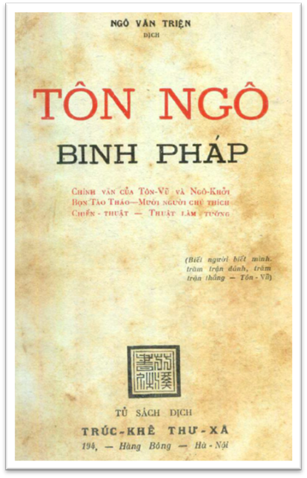 NGÔ VĂN TRIỆN
DỊCH
TÔN NGÔ
BINH PHÁP
CHÍNH VĂN CỦA TÔN-VŨ VÀ NGÔ-KHỞI
BỌN TÀO THÁO—MƯỜI NGƯỜI CHÚ THÍCH
CHIẾN-THUẬT — THUẬT LÀM TƯỚNG
(Biết người biết mình.
trăm trận đánh, trăm
trận thắng — Tôn-Vũ)
TỦ SÁCH DỊCH
TRÚC-KHÊ THƯ-XÃ
194, — Hàng Bông — Hà-Nội